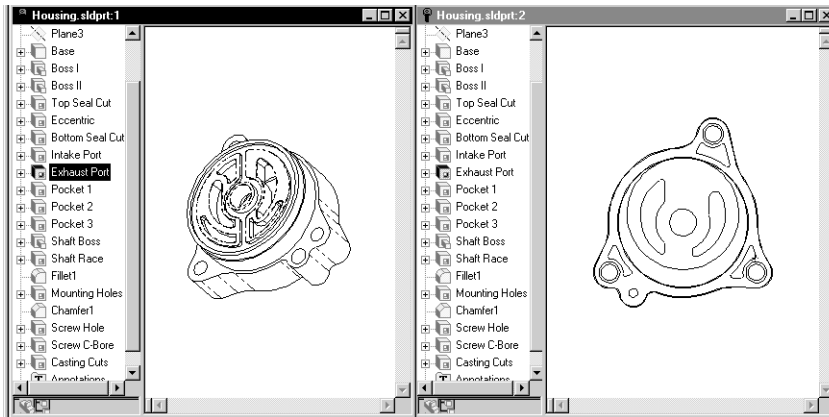 Housing.sldprt:1
Plane3
Base
Boss I
Boss II
Top Seal Cut
Eccentric
Bottom Seal Cut
Intake Port
Exhaust Port
Pocket 1
Pocket 2
Pocket 3
Shaft Boss
Shaft Race
Fillet1
Mounting Holes
Chamfer1
Screw Hole
Screw C-Bore
Casting Cuts
Annotations
Housing.sldprt:2
Plane3
Base
Boss I
Boss II
Top Seal Cut
Eccentric
Bottom Seal Cut
Intake Port
Exhaust Port
Pocket 1
Pocket 2
Pocket 3
Shaft Boss
Shaft Race
Fillet1
Mounting Holes
Chamfer1
Screw Hole
Screw C-Bore
Casting Cuts
Annotations